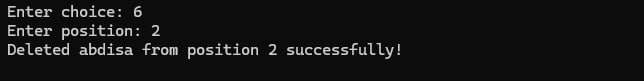 Enter choice: 6
Enter position: 2
Deleted abdisa from position 2 successfully!